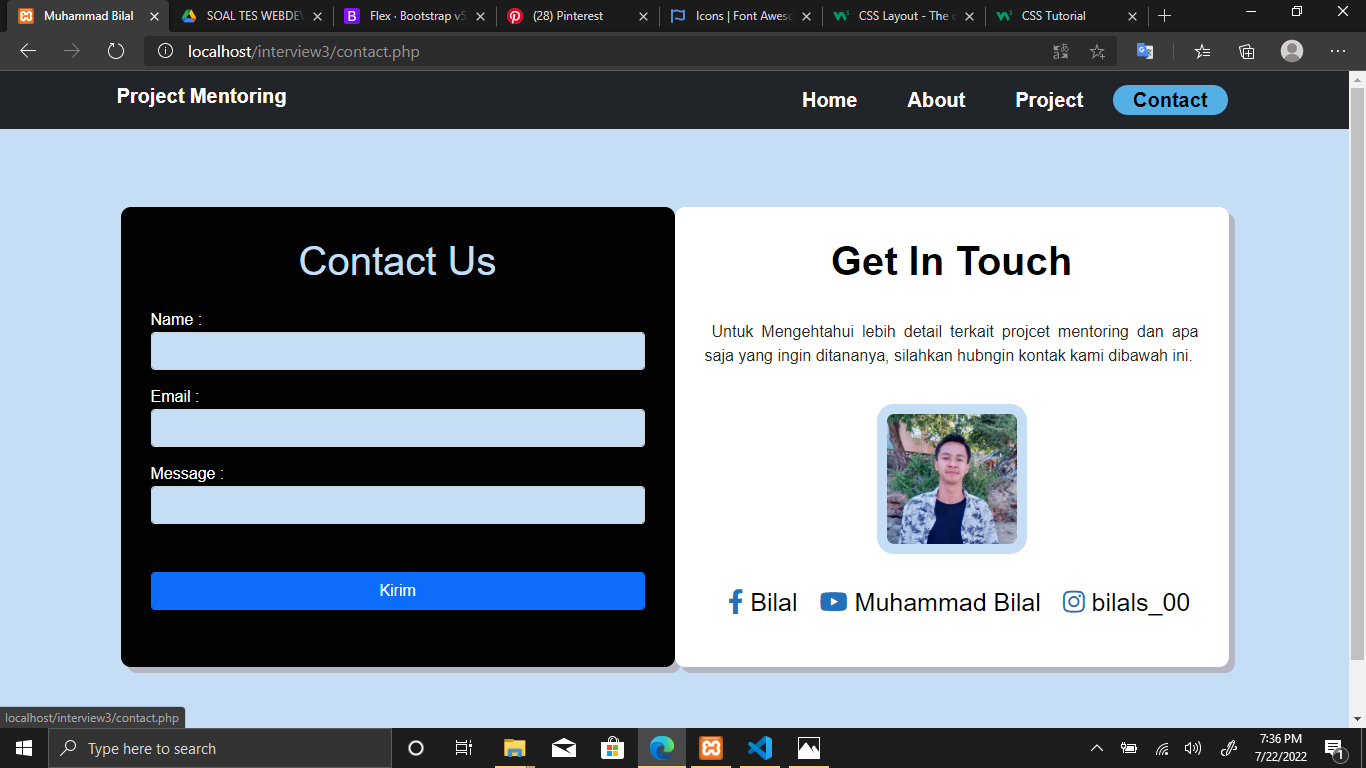 Muhammad Bilal
SOAL TES WEBDEV
Flex · Bootstrap v5
(28) Pinterest
Icons | Font Aweso
CSS Layout - The
CSS Tutorial
localhost/interview3/contact.php
Project Mentoring
Home
About
Project
Contact
Contact Us
Name :
Email :
Message :
Kirim
Get In Touch
Untuk Mengehtahui lebih detail terkait projcet mentoring dan apa
saja yang ingin ditananya, silahkan hubngin kontak kami dibawah ini.
Bilal
Muhammad Bilal
bilals_00
localhost/interview3/contact.php
Type here to search
7:36 PM
7/22/2022
1